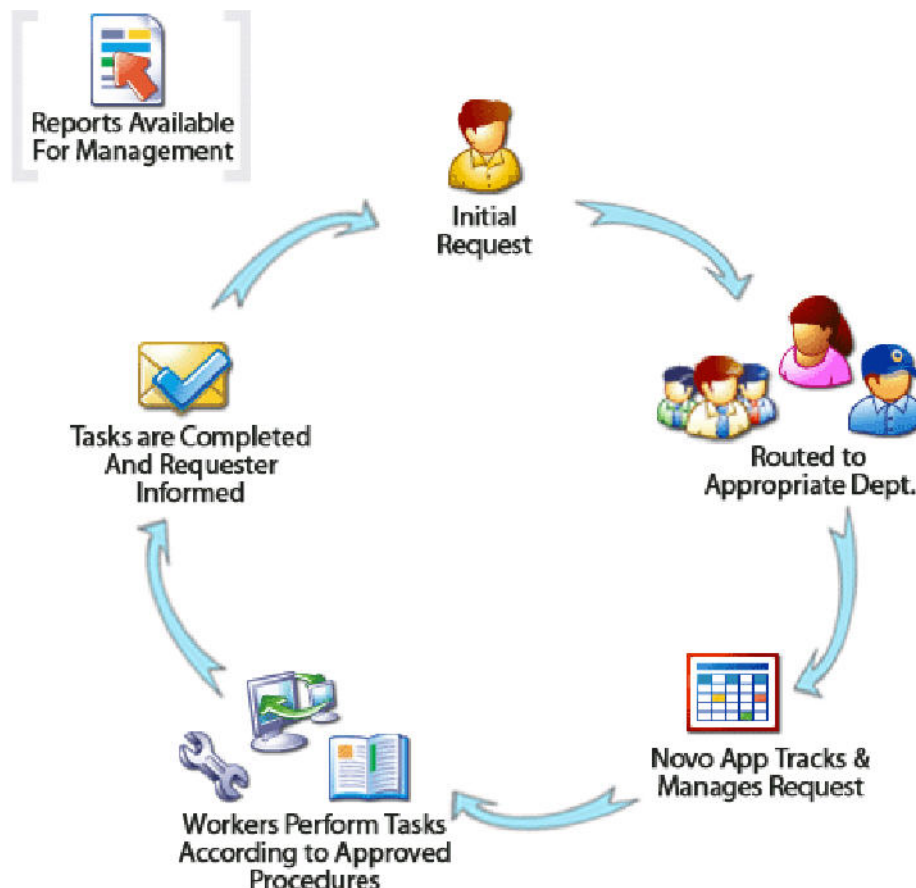 Reports Available
For Management
Initial
Request
Routed to
Appropriate Dept.
Novo App Tracks &
Manages Request
Workers Perform Tasks
According to Approved
Procedures
Tasks are Completed
And Requester
Informed